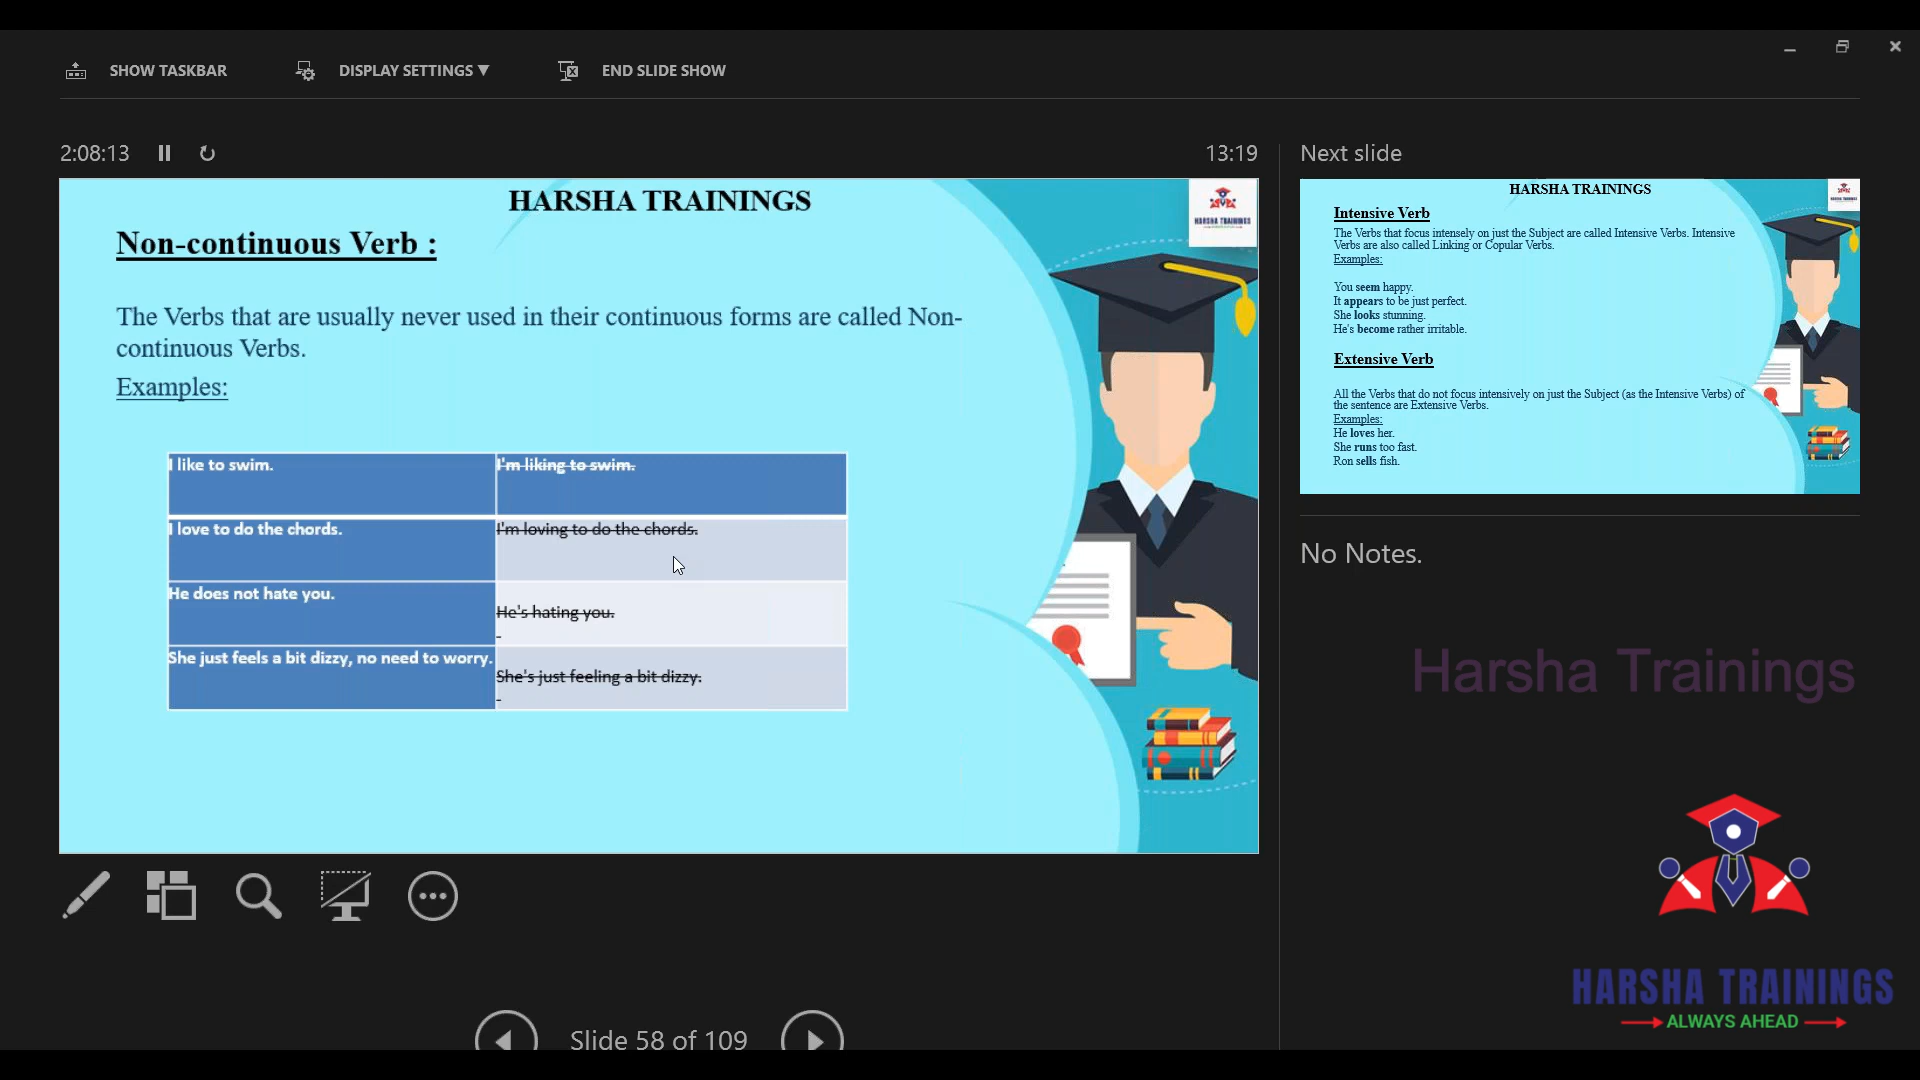 SHOW TASKBAR
DISPLAY SETTINGS ▼
END SLIDE SHOW
2:08:13
13:19
HARSHA TRAININGS
HARSHA TRAININGS
Non-continuous Verb :
The Verbs that are usually never used in their continuous forms are called Non-
continuous Verbs.
Examples:
I like to swim.
I'm liking to swim.
I love to do the chords.
I'm loving to do the chords.
He does not hate you.
He's hating you.
She just feels a bit dizzy, no need to worry.
She's just feeling a bit dizzy.
Slide 58 of 109
Next slide
HARSHA TRAININGS
Intensive Verb
The Verbs that focus intensely on just the Subject are called Intensive Verbs. Intensive
Verbs are also called Linking or Copular Verbs.
Examples:
You seem happy.
It appears to be just perfect.
She looks stunning.
He's become rather irritable.
Extensive Verb
All the Verbs that do not focus intensively on just the Subject (as the Intensive Verbs) of
the sentence are Extensive Verbs.
Examples:
He loves her.
She runs too fast.
Ron sells fish.
No Notes.
Harsha Trainings
HARSHA TRAININGS
ALWAYS AHEAD